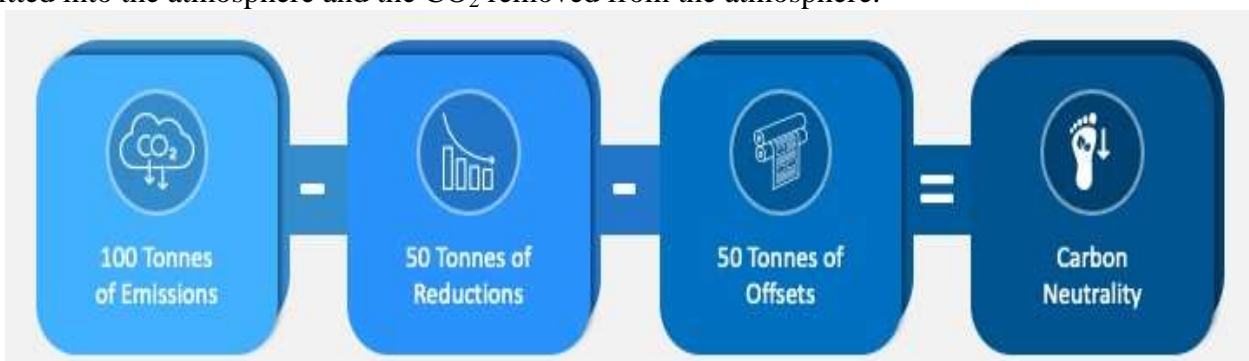 itted into the atmosphere and the CO₂ removed from the atmosphere.
CO₂
100 Tonnes
of Emissions
-
50 Tonnes of
Reductions
-
50 Tonnes of
Offsets
=
Carbon
Neutrality